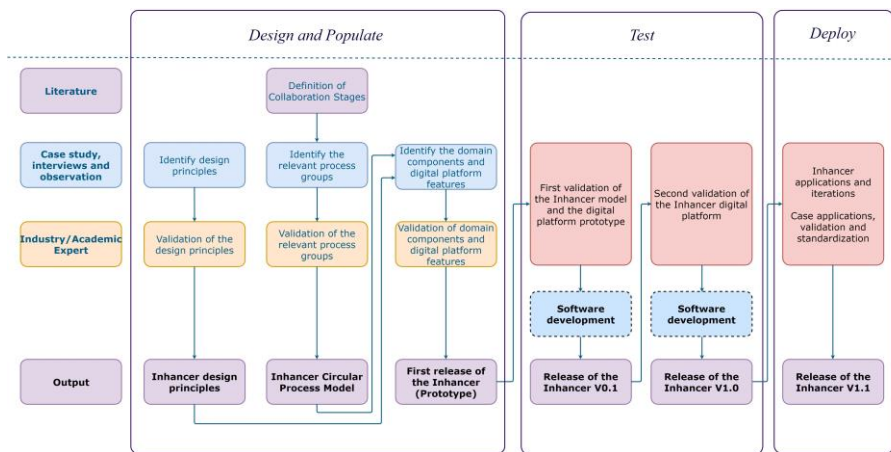 Design and Populate
Test
Deploy
Literature
Definition of
Collaboration Stages
Case study,
interviews and
observation
Identify design
principles
Identify the
relevant process
groups
Identify the domain
components and
digital platform
features
First validation of
the Inhancer model
and the digital
platform prototype
Second validation of
the Inhancer digital
platform
Inhancer
applications and
iterations
Case applications,
validation and
standardization
Industry/Academic
Expert
Validation of the
design principles
Validation of the
relevant process
groups
Validation of domain
components and
digital platform
features
Software
development
Software
development
Output
Inhancer design
principles
Inhancer Circular
Process Model
First release of
the Inhancer
(Prototype)
Release of the
Inhancer V0.1
Release of the
Inhancer V1.0
Release of the
Inhancer V1.1